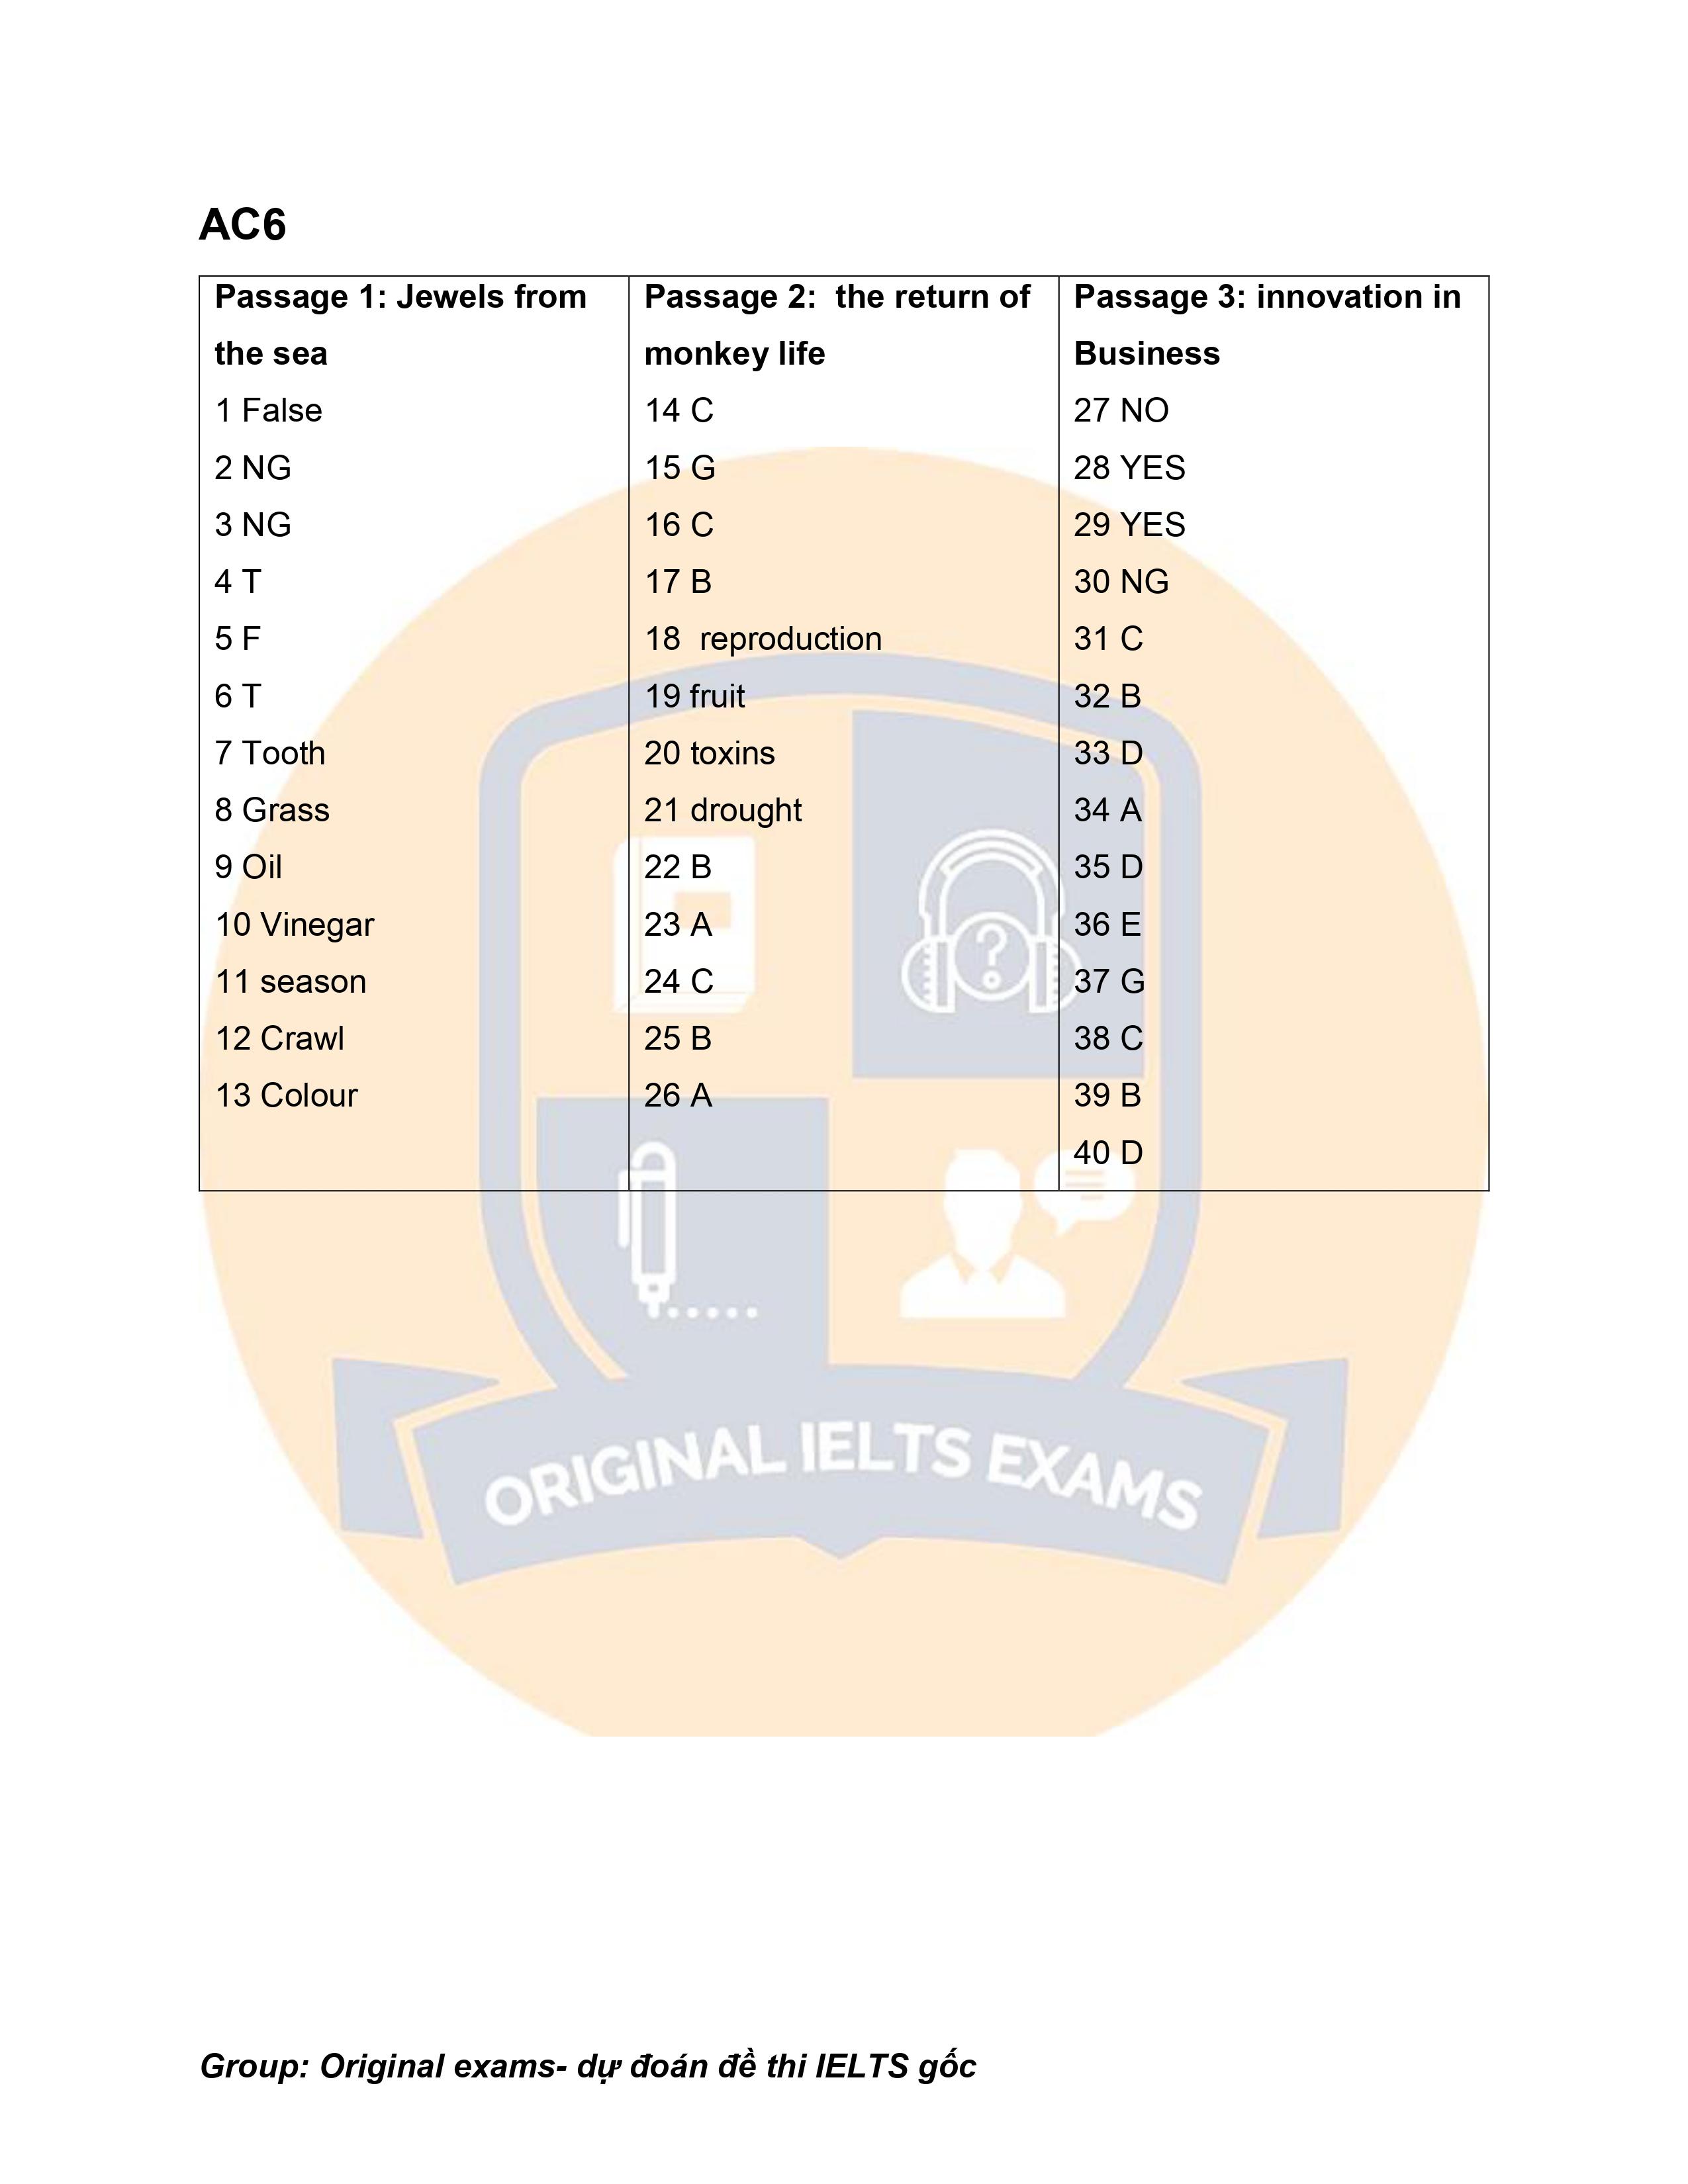 AC6
Passage 1: Jewels from
the sea
1 False
2 NG
3 NG
4 T
5 F
6 T
7 Tooth
8 Grass
9 Oil
10 Vinegar
11 season
12 Crawl
13 Colour
Passage 2:  the return of
monkey life
14 C
15 G
16 C
17 B
18  reproduction
19 fruit
20 toxins
21 drought
22 B
23 A
24 C
25 B
26 A
Passage 3: innovation in
Business
27 NO
28 YES
29 YES
30 NG
31 C
32 B
33 D
34 A
35 D
36 E
37 G
38 C
39 B
40 D
ORIGINAL IELTS EXAMS
Group: Original exams- dự đoán đề thi IELTS gốc